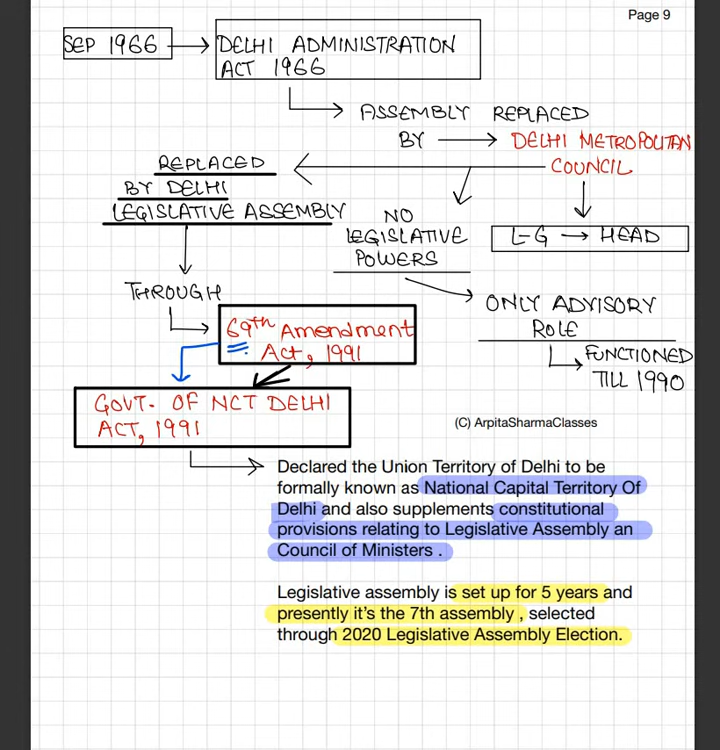 Page 9
SEP 1966
DELHI ADMINISTRATION
ACT 1966
ASSEMBLY REPLACED
BY
DELHI METROPOLITAN
COUNCIL
REPLACED
BY DELHI
LEGISLATIVE ASSEMBLY
NO
LEGISLATIVE
POWERS
L-G → HEAD
THROUGH
ONLY ADVISORY
ROLE
69th Amendment
Act, 1991
FUNCTIONED
TILL 1990
GOVT. OF NCT DELHI
ACT, 1991
(C) ArpitaSharmaClasses
Declared the Union Territory of Delhi to be
formally known as National Capital Territory Of
Delhi and also supplements constitutional
provisions relating to Legislative Assembly an
Council of Ministers .
Legislative assembly is set up for 5 years and
presently it's the 7th assembly , selected
through 2020 Legislative Assembly Election.